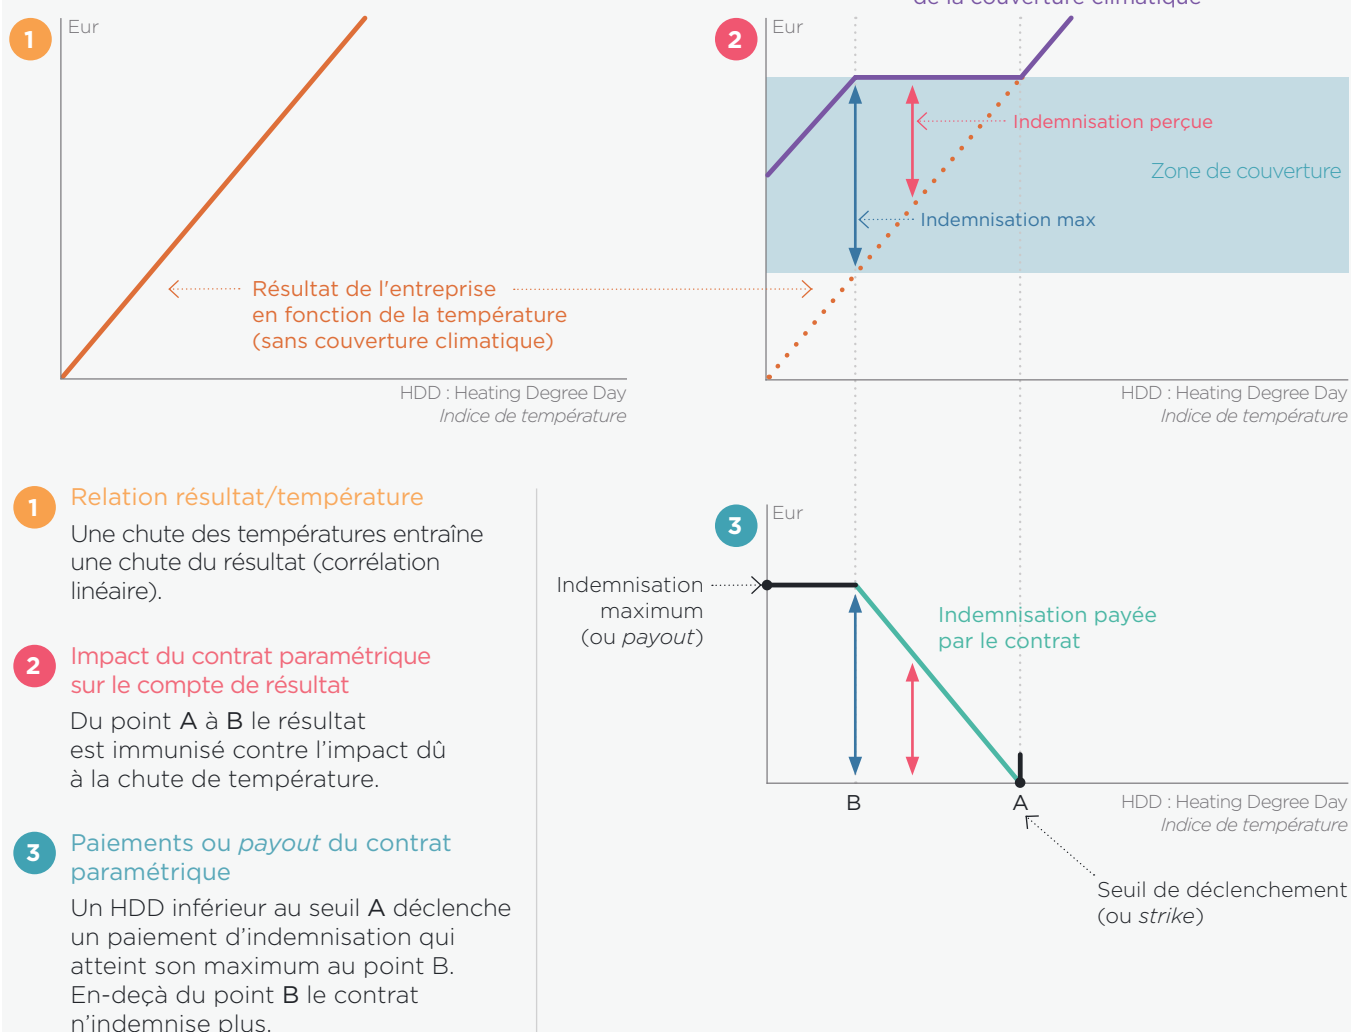 de la couverture climatique
1
Eur
2
Eur
Indemnisation perçue
Zone de couverture
Indemnisation max
Résultat de l'entreprise
en fonction de la température
(sans couverture climatique)
HDD : Heating Degree Day
Indice de température
HDD : Heating Degree Day
Indice de température
1
Relation résultat/température
Une chute des températures entraîne
une chute du résultat (corrélation
linéaire).
2
Impact du contrat paramétrique
sur le compte de résultat
Du point A à B le résultat
est immunisé contre l’impact dû
à la chute de température.
3
Paiements ou payout du contrat
paramétrique
Un HDD inférieur au seuil A déclenche
un paiement d’indemnisation qui
atteint son maximum au point B.
En-deçà du point B le contrat
n’indemnise plus.
3
Eur
Indemnisation
maximum
(ou payout)
Indemnisation payée
par le contrat
B
A
HDD : Heating Degree Day
Indice de température
Seuil de déclenchement
(ou strike)